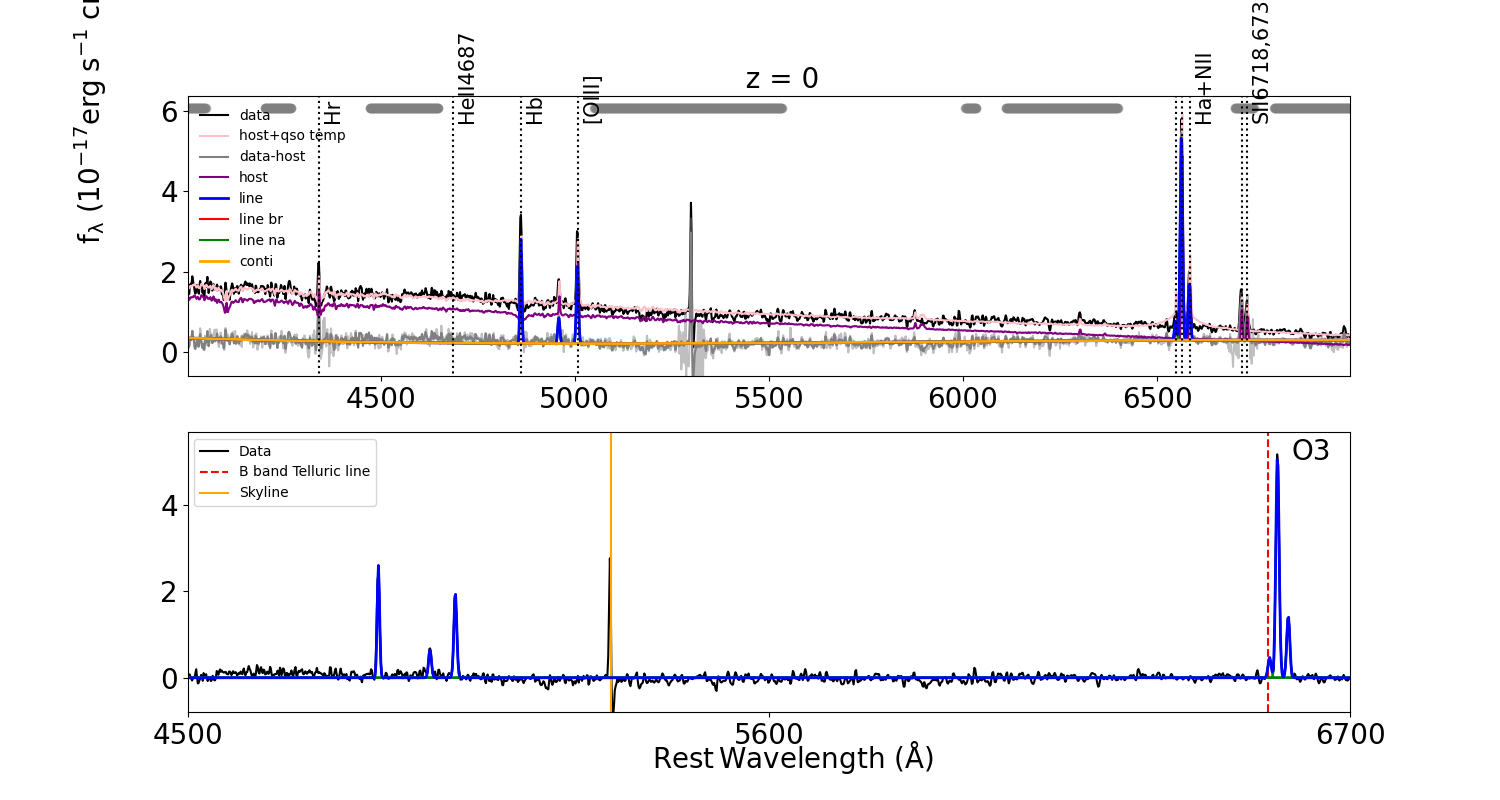 f_λ (10^−17 erg s^−1 c
z = 0
Hr
HeII4687
Hb
[OIII]
Ha+NII
SII6718,673
6
4
2
0
data
host+qso temp
data-host
host
line
line br
line na
conti
4500
5000
5500
6000
6500
Data
B band Telluric line
Skyline
O3
4
2
0
4500
5600
6700
Rest Wavelength (Å)